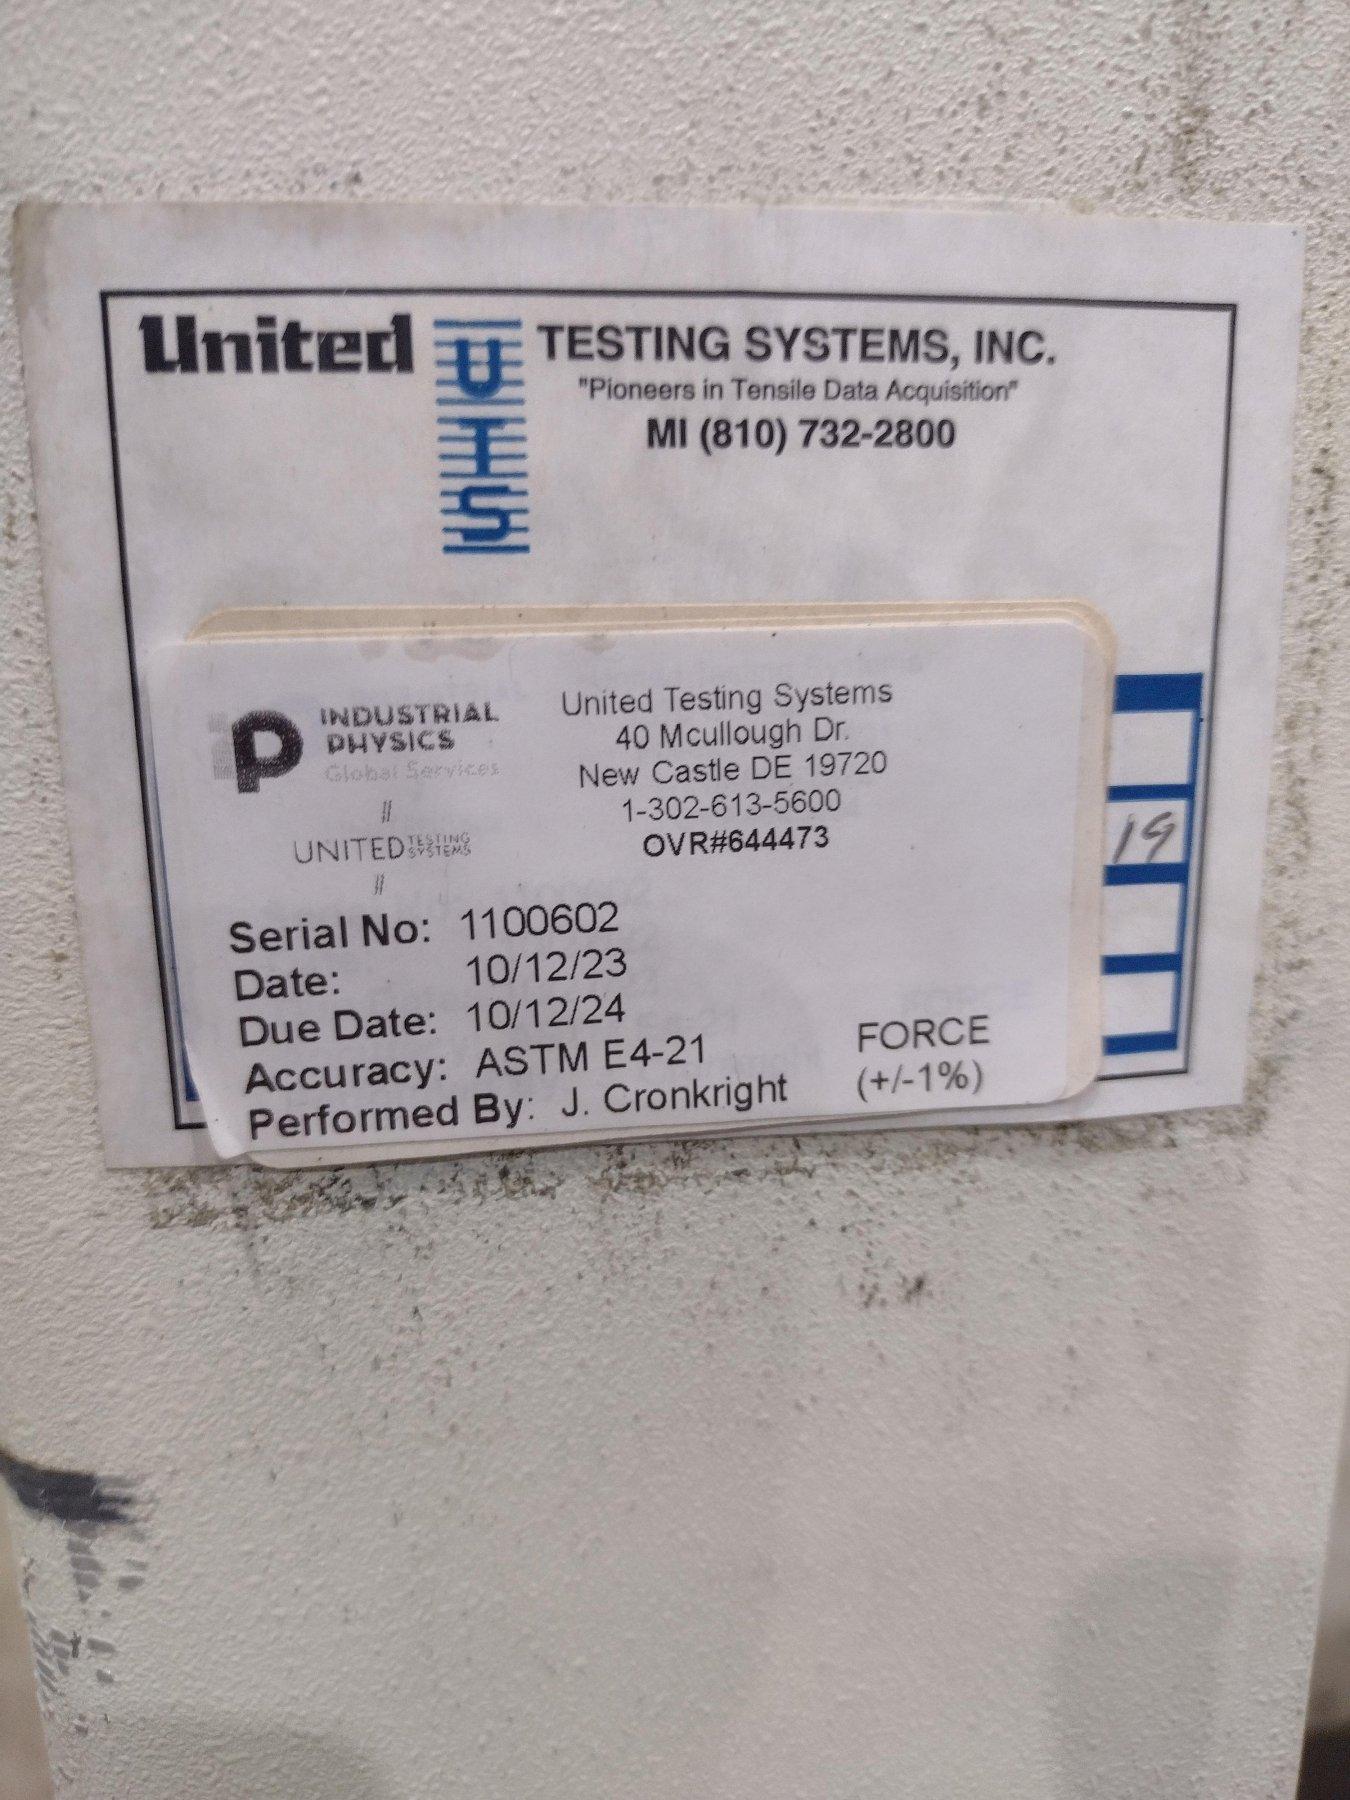 United UTS TESTING SYSTEMS, INC.
"Pioneers in Tensile Data Acquisition"
MI (810) 732-2800
ip INDUSTRIAL
PHYSICS
Global Services
//
UNITED TESTING SYSTEMS
//
United Testing Systems
40 Mcullough Dr.
New Castle DE 19720
1-302-613-5600
OVR#644473
19
Serial No: 1100602
Date: 10/12/23
Due Date: 10/12/24
Accuracy: ASTM E4-21 FORCE
Performed By: J. Cronkright (+/-1%)